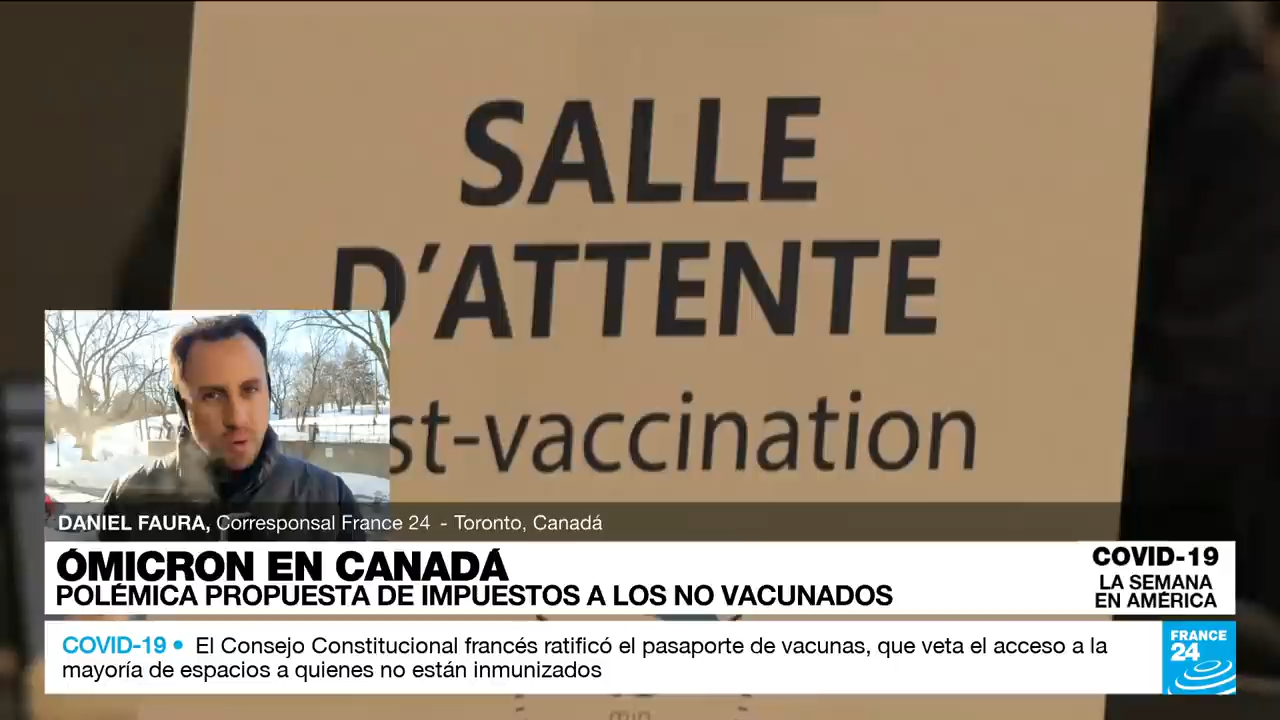 SALLE
D'ATTENTE
st-vaccination
DANIEL FAURA, Corresponsal France 24 - Toronto, Canadá
ÓMICRON EN CANADÁ
POLÉMICA PROPUESTA DE IMPUESTOS A LOS NO VACUNADOS
COVID-19
LA SEMANA
EN AMÉRICA
COVID-19 • El Consejo Constitucional francés ratificó el pasaporte de vacunas, que veta el acceso a la
mayoría de espacios a quienes no están inmunizados
FRANCE
24
min